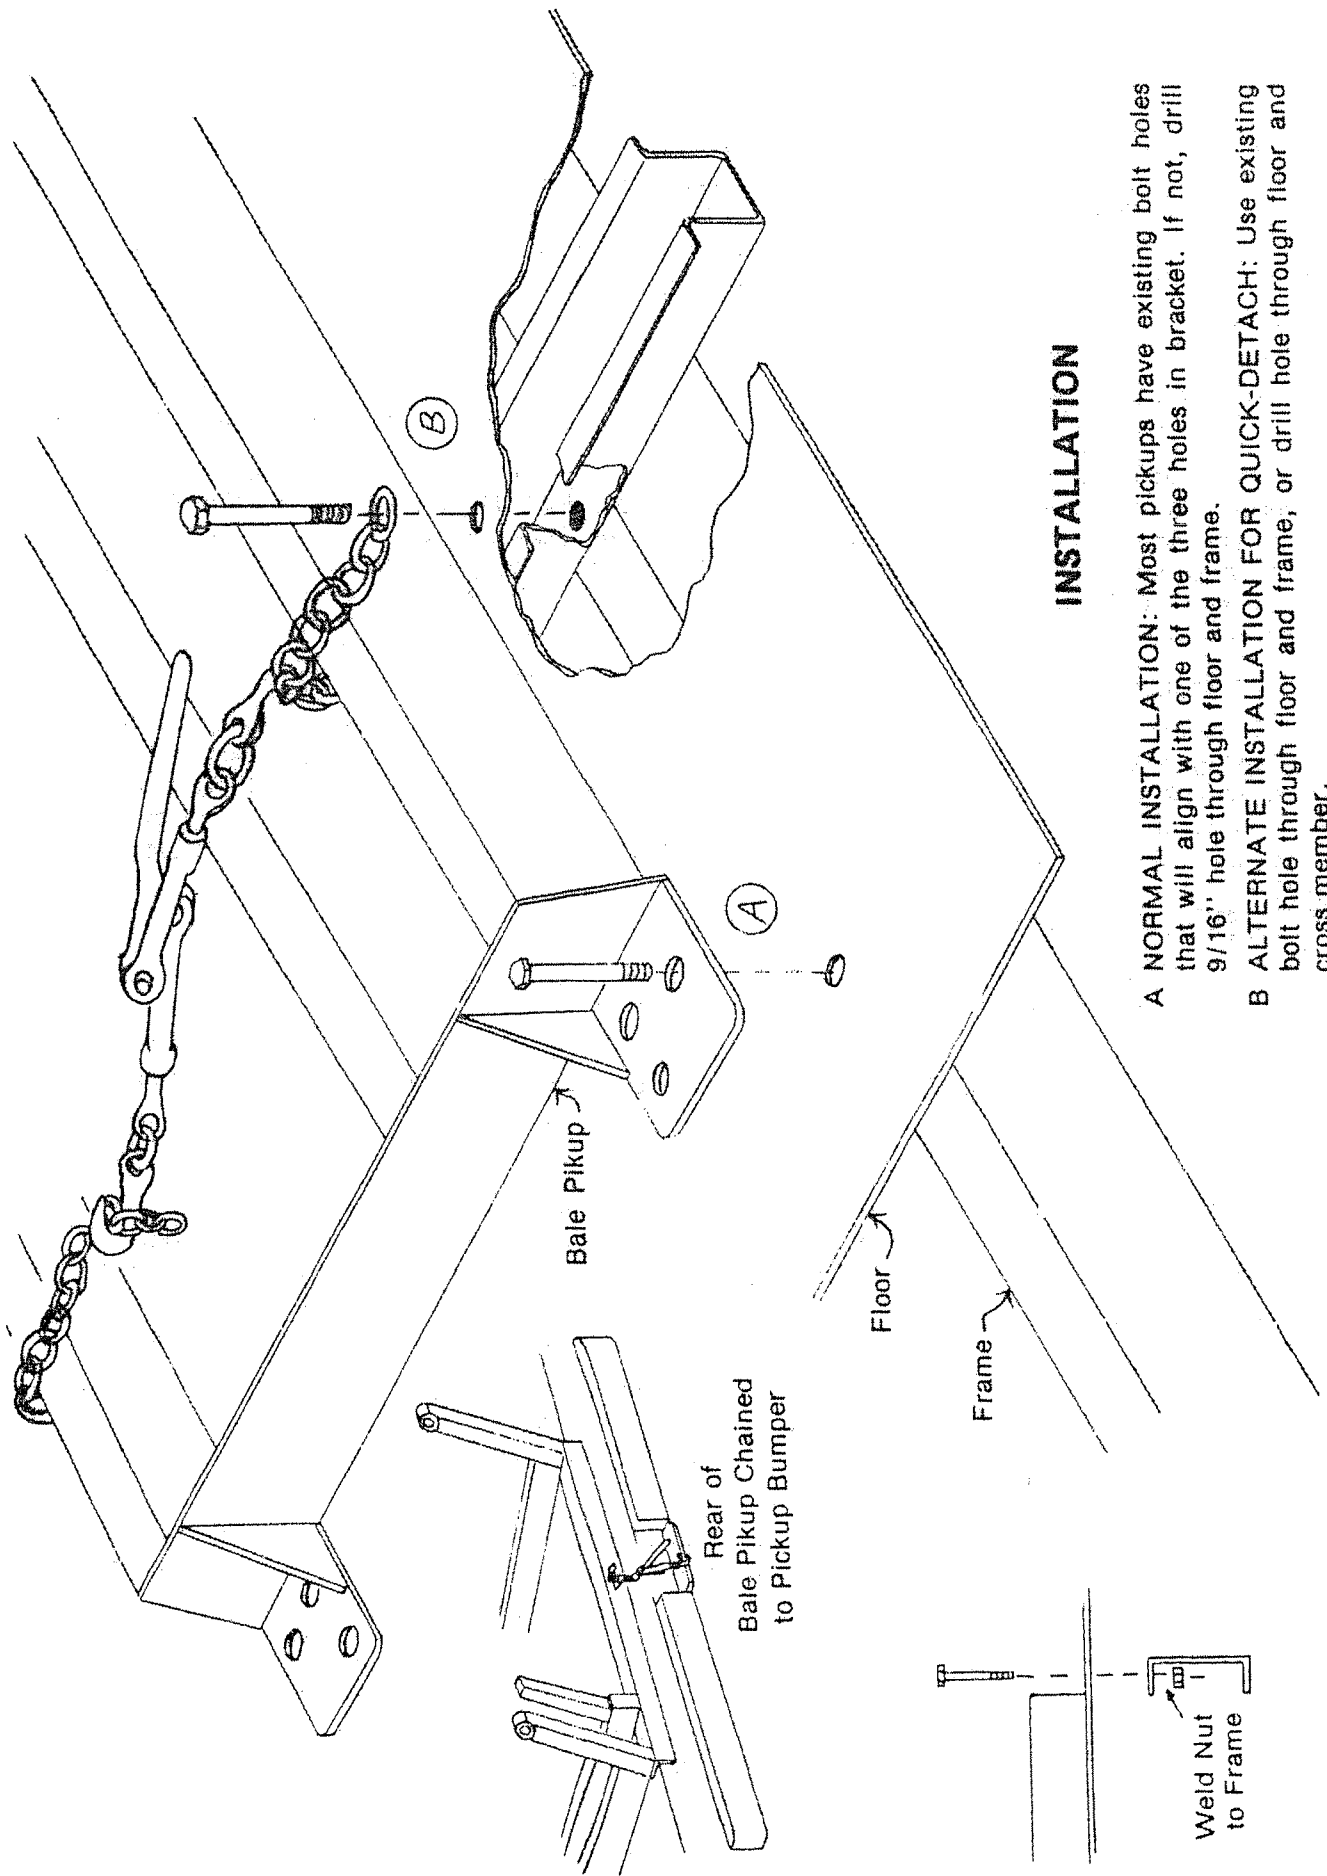 B
A
Bale Pikup
Floor
Frame
Rear of
Bale Pikup Chained
to Pickup Bumper
Weld Nut
to Frame
INSTALLATION
A NORMAL INSTALLATION: Most pickups have existing bolt holes
that will align with one of the three holes in bracket. If not, drill
9/16'' hole through floor and frame.
B ALTERNATE INSTALLATION FOR QUICK-DETACH: Use existing
bolt hole through floor and frame, or drill hole through floor and
cross member.